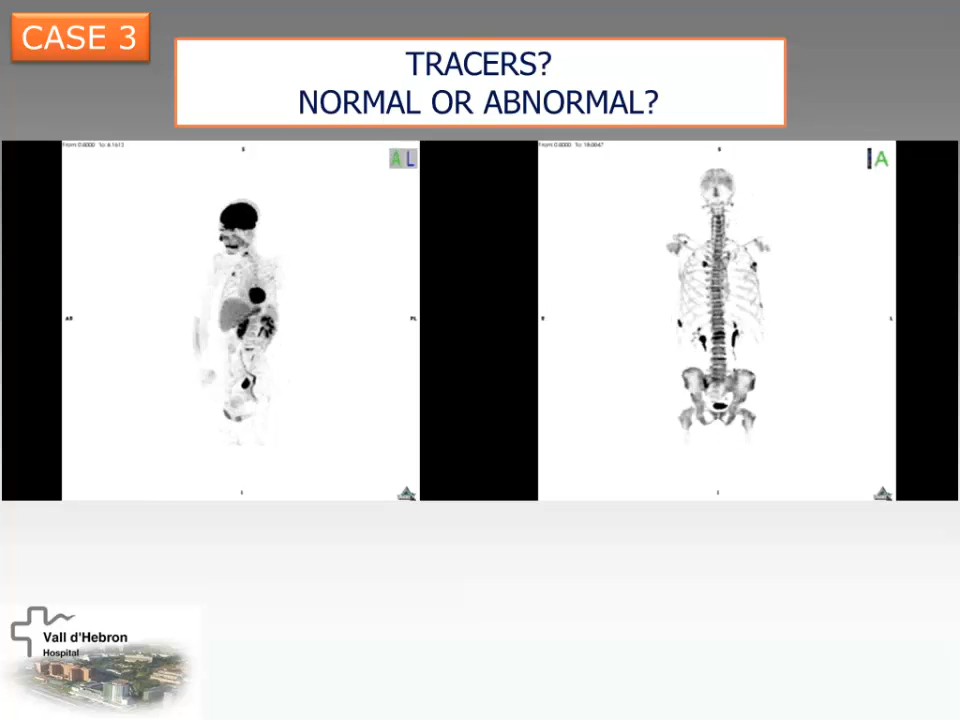 CASE 3
TRACERS?
NORMAL OR ABNORMAL?
S
A L
S
A
R
L
I
I
Vall d'Hebron
Hospital